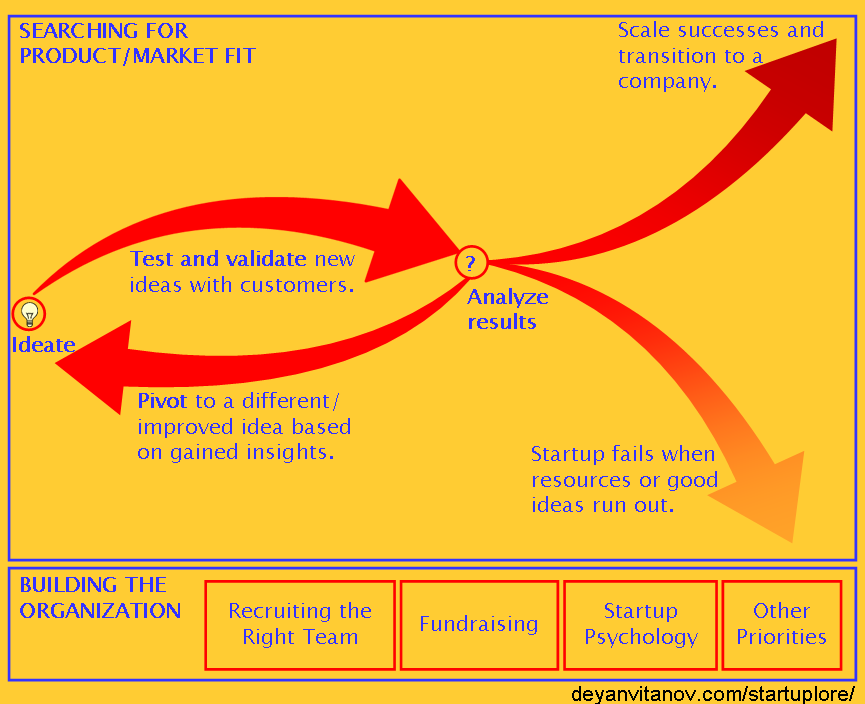 SEARCHING FOR
PRODUCT/MARKET FIT
Scale successes and
transition to a
company.
Test and validate new
ideas with customers.
?
Analyze
results
Ideate
Pivot to a different/
improved idea based
on gained insights.
Startup fails when
resources or good
ideas run out.
BUILDING THE
ORGANIZATION
Recruiting the
Right Team
Fundraising
Startup
Psychology
Other
Priorities
deyanvitanov.com/startuplore/